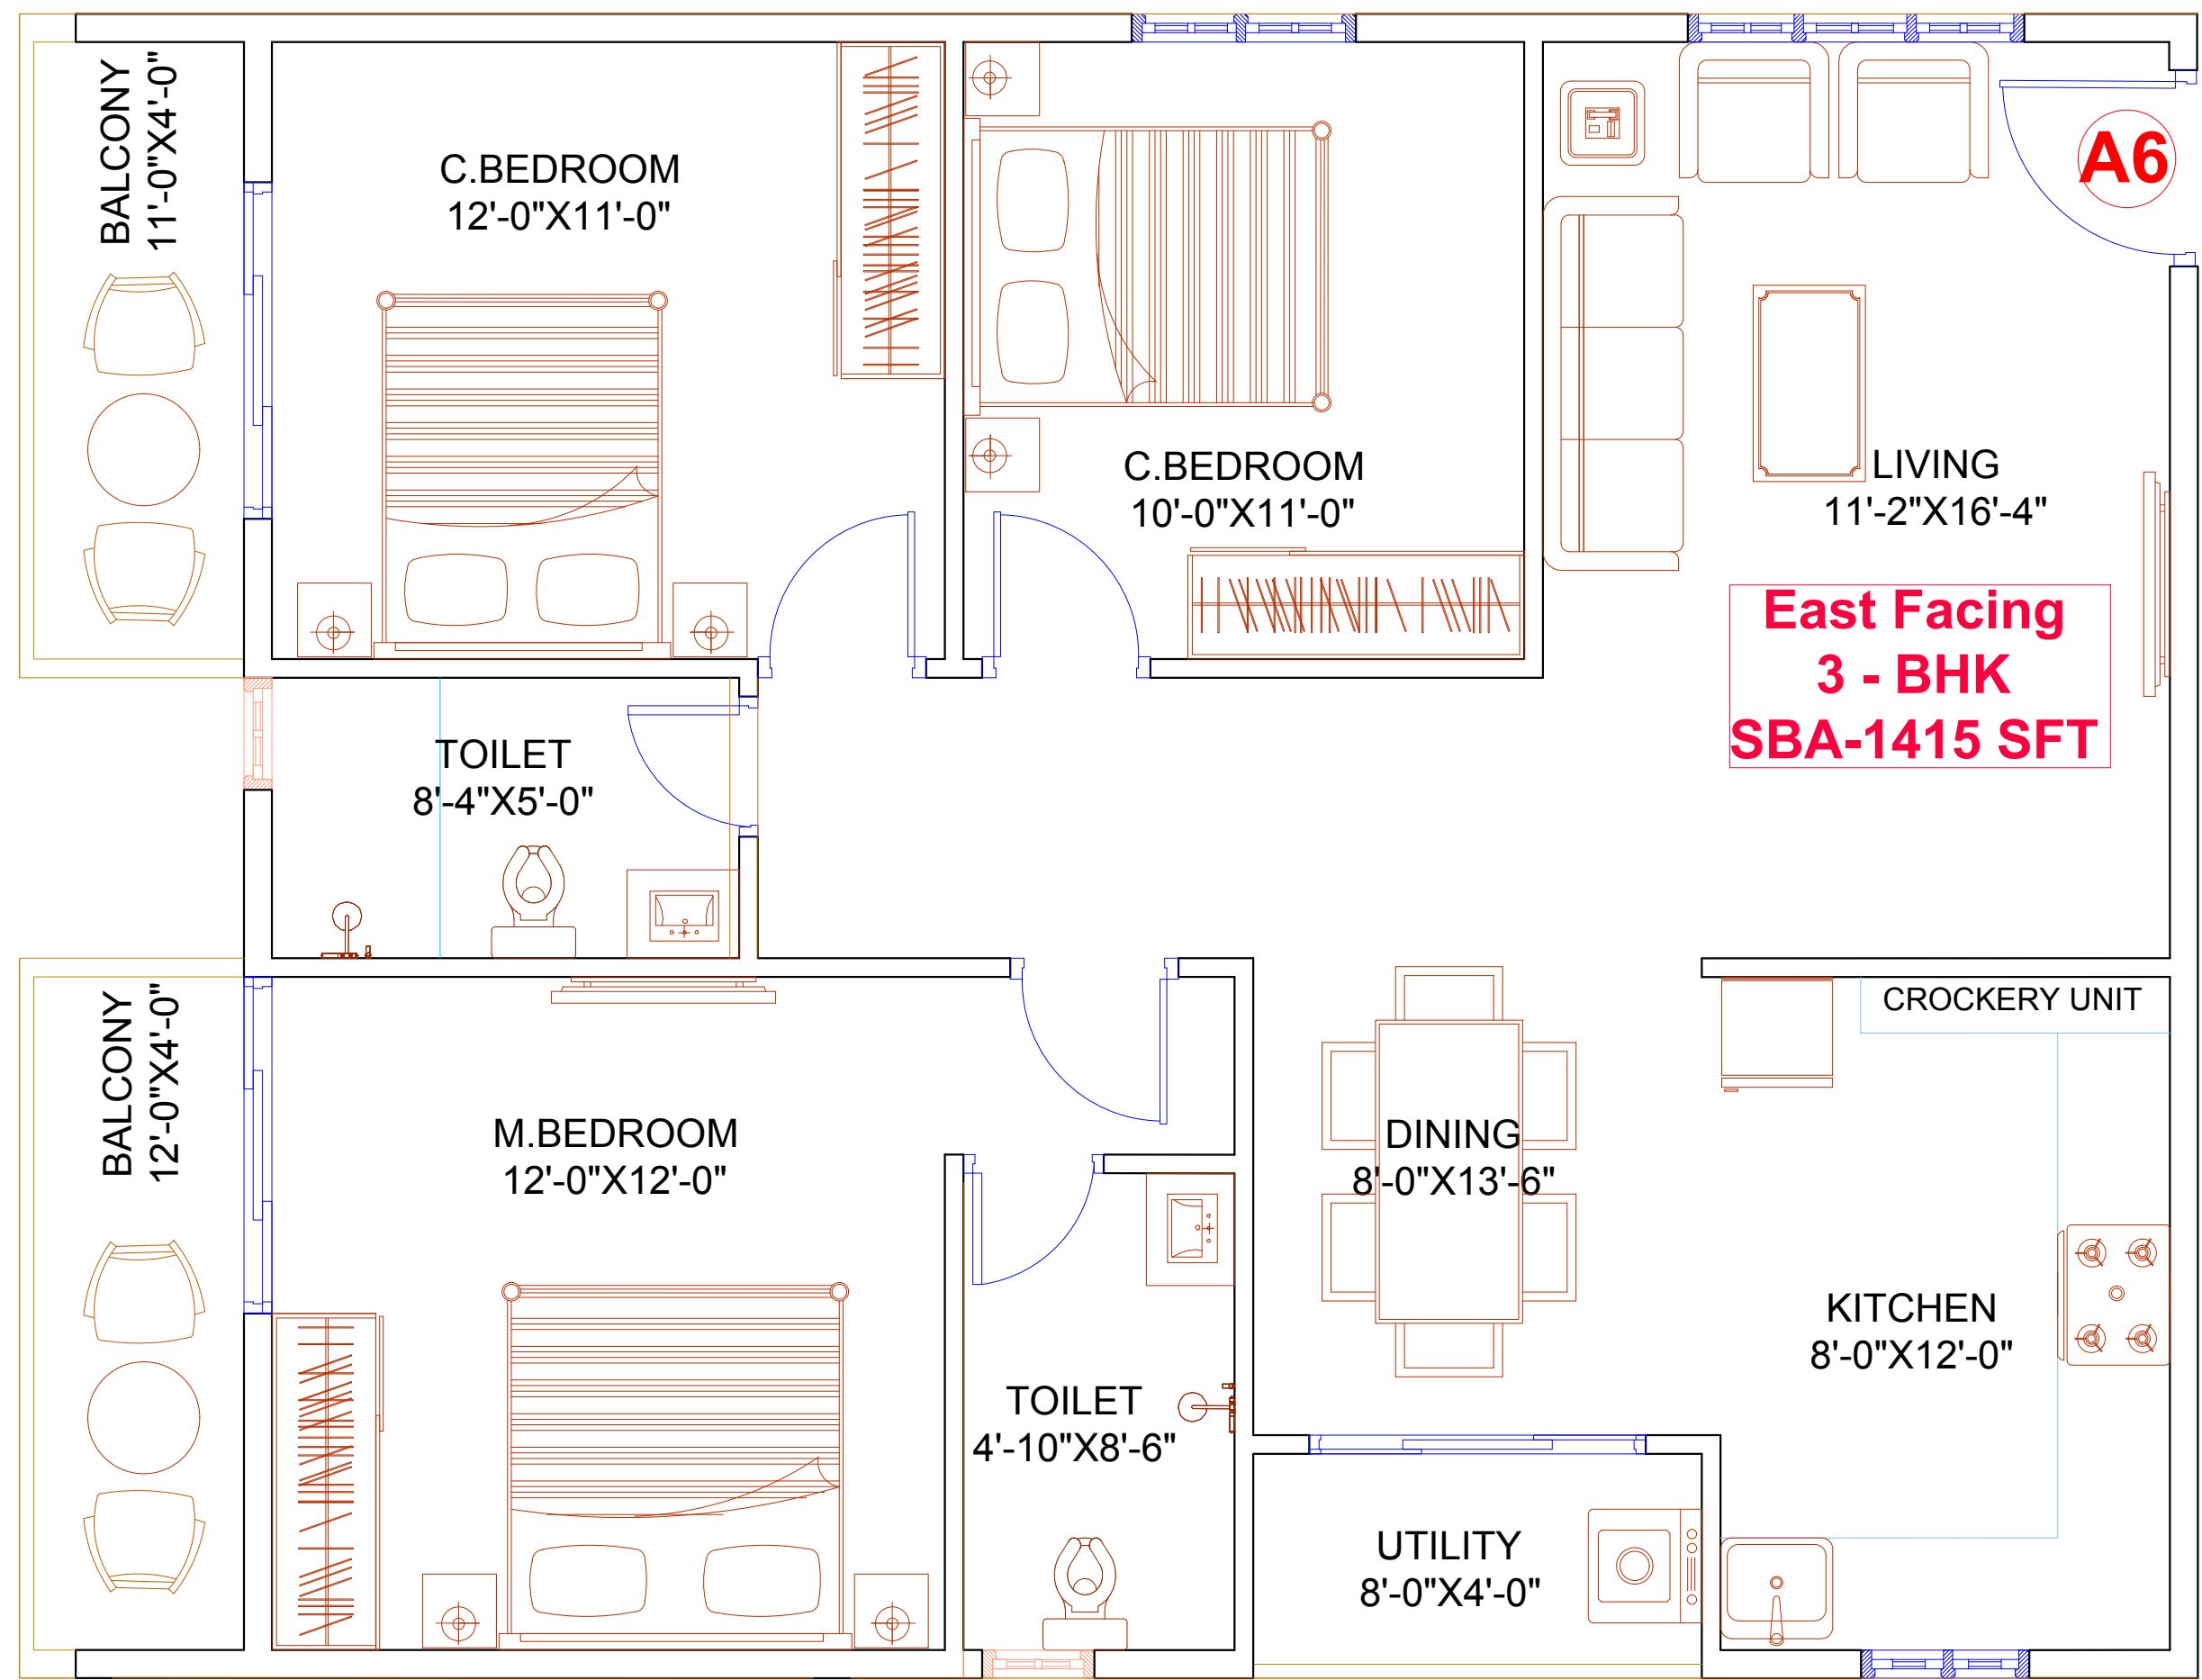 BALCONY
11'-0"X4'-0"
C.BEDROOM
12'-0"X11'-0"
C.BEDROOM
10'-0"X11'-0"
A6
LIVING
11'-2"X16'-4"
East Facing
3 - BHK
SBA-1415 SFT
TOILET
8'-4"X5'-0"
BALCONY
12'-0"X4'-0"
M.BEDROOM
12'-0"X12'-0"
TOILET
4'-10"X8'-6"
DINING
8'-0"X13'-6"
CROCKERY UNIT
KITCHEN
8'-0"X12'-0"
UTILITY
8'-0"X4'-0"